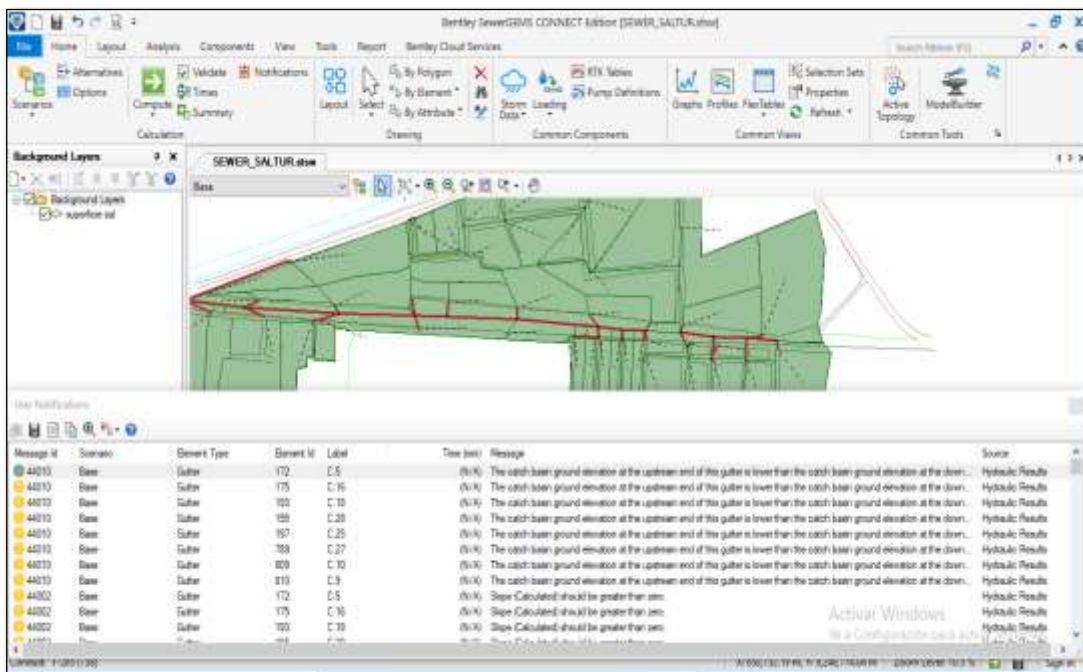 Bentley SewerGEMS CONNECT Edition [SEWER_SALTUR.stsw]
File Home Layout Analysis Components View Tools Report Bentley Cloud Services
Scenarios
Alternatives
Options
Compute
Validate
Times
Summary
Notifications
Layout
Select
By Polygon
By Element
By Attribute
Storm Data
Loading
RTK Tables
Pump Definitions
Graphs Profiles FlexTables
Selection Sets
Properties
Refresh
Active Topology
ModelBuilder
Calculation Drawing Common Components Common Views Common Tools
Background Layers
SEWER_SALTUR.stsw
Base
Background Layers
superficie sal
User Notifications
Message Id Scenario Element Type Element Id Label Time (min) Message Source
44010 Base Gutter 172 C.5 (N/A) The catch basin ground elevation at the upstream end of this gutter is lower than the catch basin ground elevation at the down... Hydraulic Results
44010 Base Gutter 175 C.16 (N/A) The catch basin ground elevation at the upstream end of this gutter is lower than the catch basin ground elevation at the down... Hydraulic Results
44010 Base Gutter (N/A) The catch basin ground elevation at the upstream end of this gutter is lower than the catch basin ground elevation at the down... Hydraulic Results
44010 Base Gutter (N/A) The catch basin ground elevation at the upstream end of this gutter is lower than the catch basin ground elevation at the down... Hydraulic Results
44010 Base Gutter C.25 (N/A) The catch basin ground elevation at the upstream end of this gutter is lower than the catch basin ground elevation at the down... Hydraulic Results
44010 Base Gutter C.27 (N/A) The catch basin ground elevation at the upstream end of this gutter is lower than the catch basin ground elevation at the down... Hydraulic Results
44010 Base Gutter 809 C.10 (N/A) The catch basin ground elevation at the upstream end of this gutter is lower than the catch basin ground elevation at the down... Hydraulic Results
44010 Base Gutter 810 C.9 (N/A) The catch basin ground elevation at the upstream end of this gutter is lower than the catch basin ground elevation at the down... Hydraulic Results
44002 Base Gutter 172 C.5 (N/A) Slope (Calculated) should be greater than zero. Hydraulic Results
44002 Base Gutter 175 C.16 (N/A) Slope (Calculated) should be greater than zero. Hydraulic Results
44002 Base Gutter (N/A) Slope (Calculated) should be greater than zero. Hydraulic Results
Activar Windows